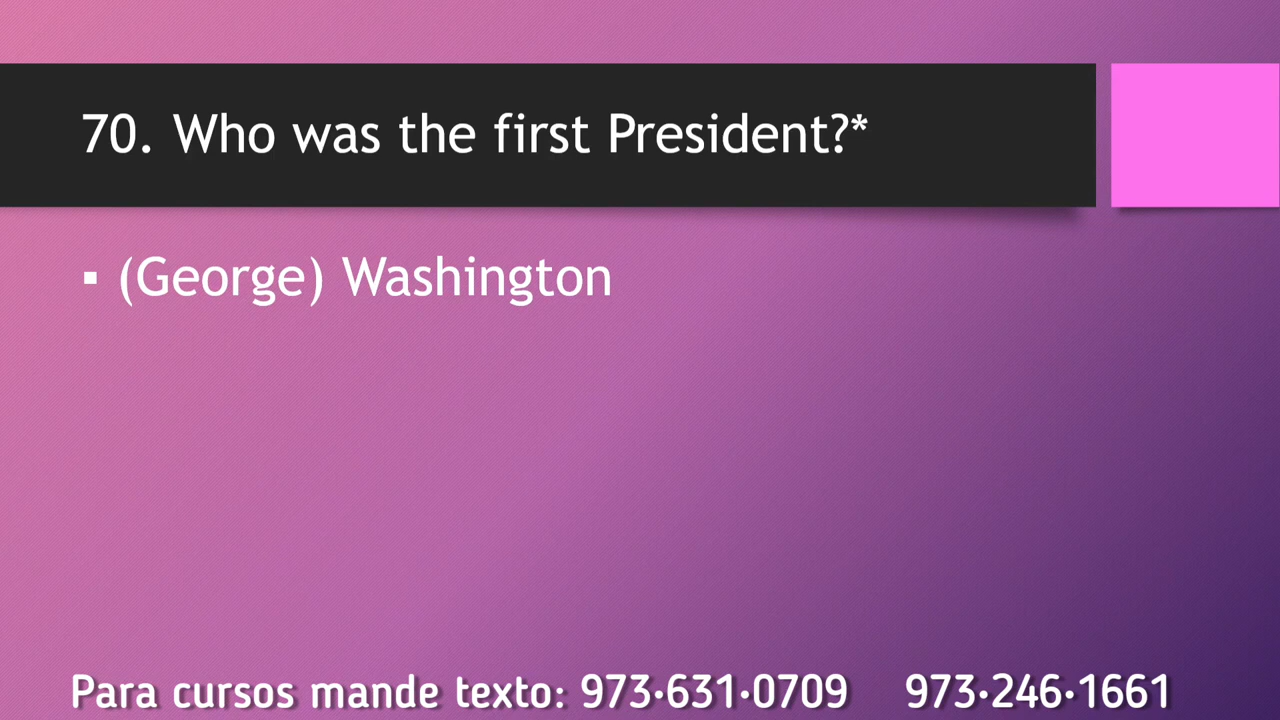 70. Who was the first President?*
▪ (George) Washington
Para cursos mande texto: 973·631·0709 973·246·1661